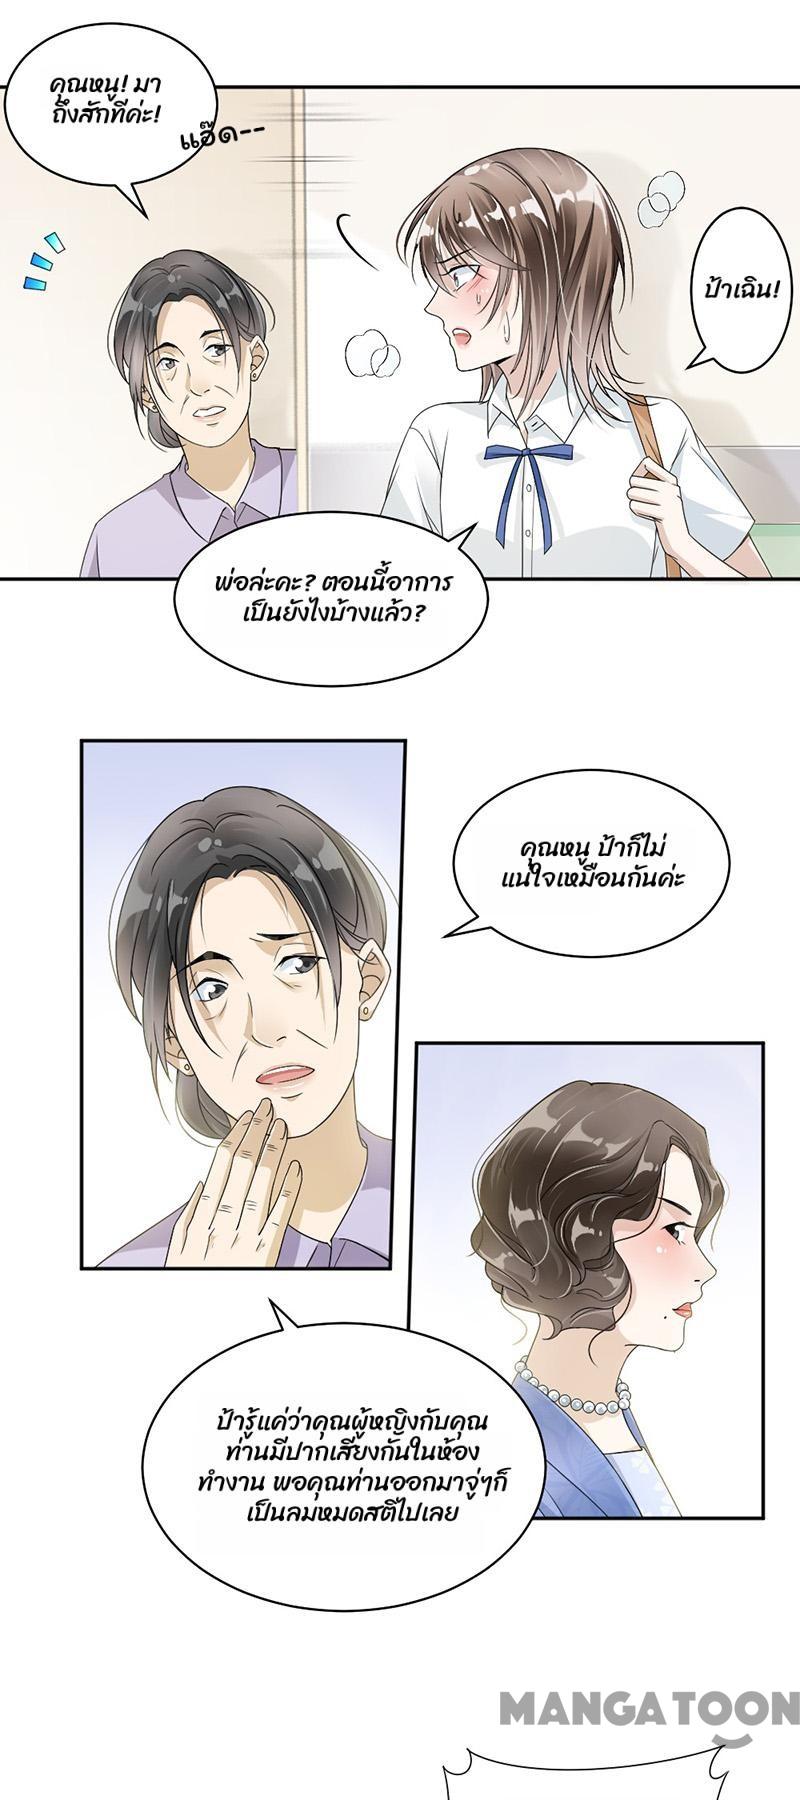 คุณหนู! มา
ถึงสักทีค่ะ!
แอ๊ด--
ป้าเฉิน!
พ่อล่ะคะ? ตอนนี้อาการ
เป็นยังไงบ้างแล้ว?
คุณหนู ป้าก็ไม่
แน่ใจเหมือนกันค่ะ
ป้ารู้แค่ว่าคุณผู้หญิงกับคุณ
ท่านมีปากเสียงกันในห้อง
ทำงาน พอคุณท่านออกมาจู่ๆก็
เป็นลมหมดสติไปเลย
MANGATOON